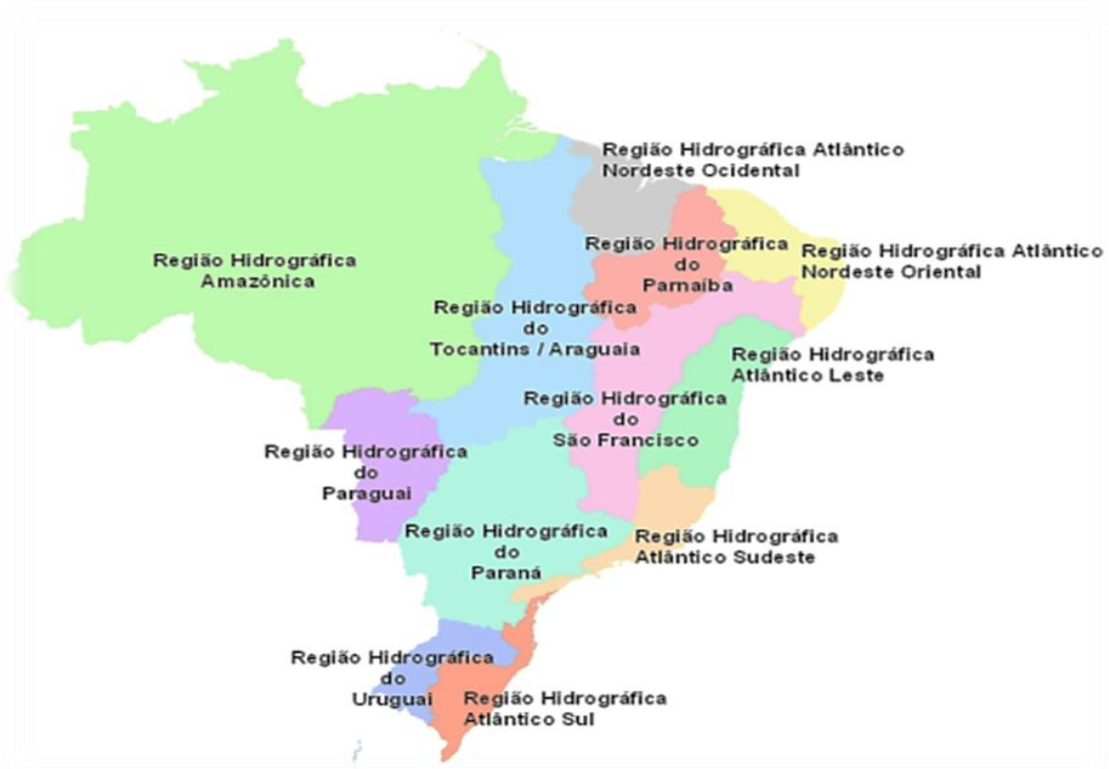 Região Hidrográfica Atlântico
Nordeste Ocidental
Região Hidrográfica
do
Parnaíba
Região Hidrográfica Atlântico
Nordeste Oriental
Região Hidrográfica
Amazônica
Região Hidrográfica
do
Tocantins / Araguaia
Região Hidrográfica
Atlântico Leste
Região Hidrográfica
do
São Francisco
Região Hidrográfica
do
Paraguai
Região Hidrográfica
do
Paraná
Região Hidrográfica
Atlântico Sudeste
Região Hidrográfica
do
Uruguai
Região Hidrográfica
Atlântico Sul